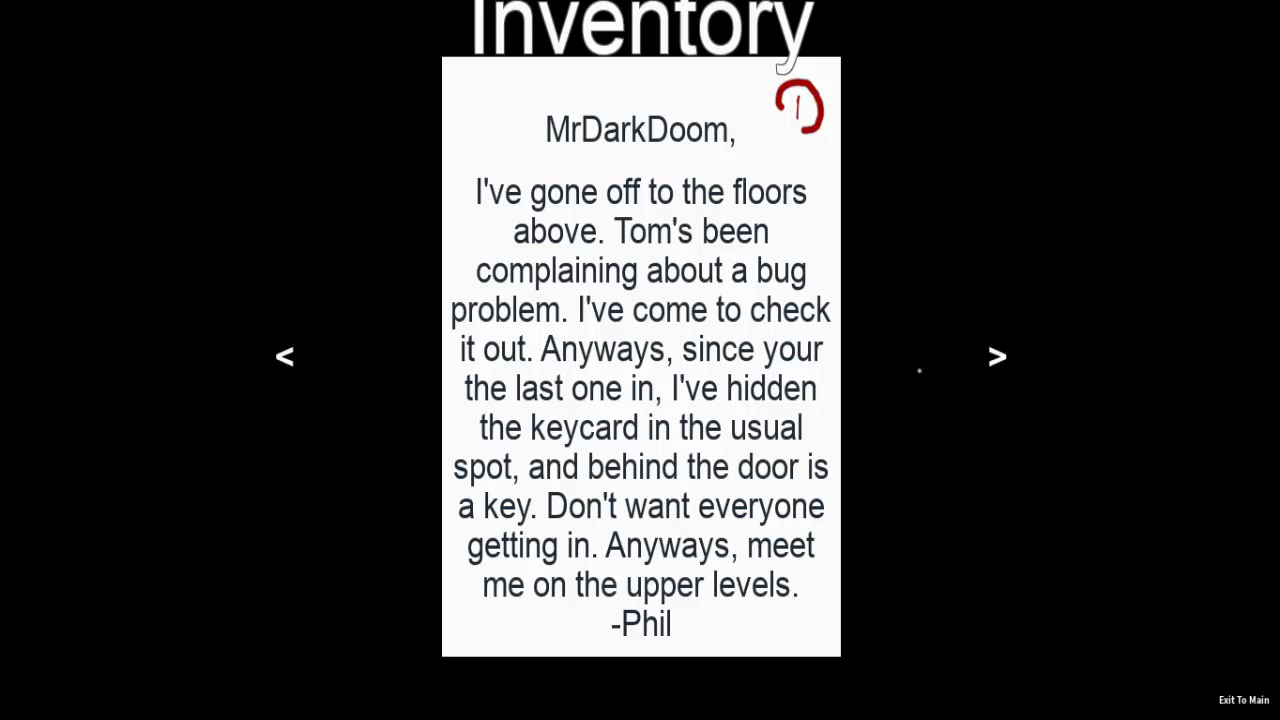 Inventory
1
MrDarkDoom,
I've gone off to the floors
above. Tom's been
complaining about a bug
problem. I've come to check
it out. Anyways, since your
the last one in, I've hidden
the keycard in the usual
spot, and behind the door is
a key. Don't want everyone
getting in. Anyways, meet
me on the upper levels.
-Phil
<
>
Exit To Main